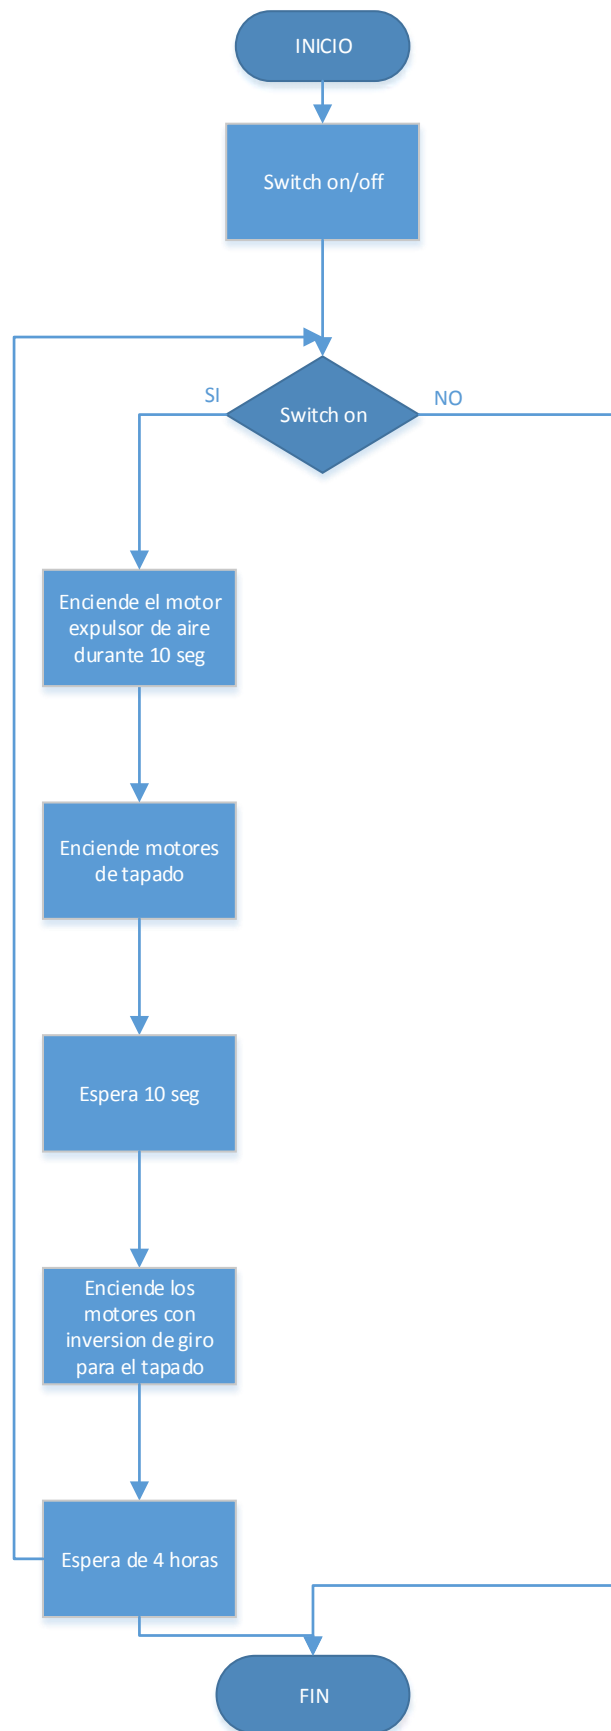 INICIO
Switch on/off
SI
Switch on
NO
Enciende el motor
expulsor de aire
durante 10 seg
Enciende motores
de tapado
Espera 10 seg
Enciende los
motores con
inversion de giro
para el tapado
Espera de 4 horas
FIN